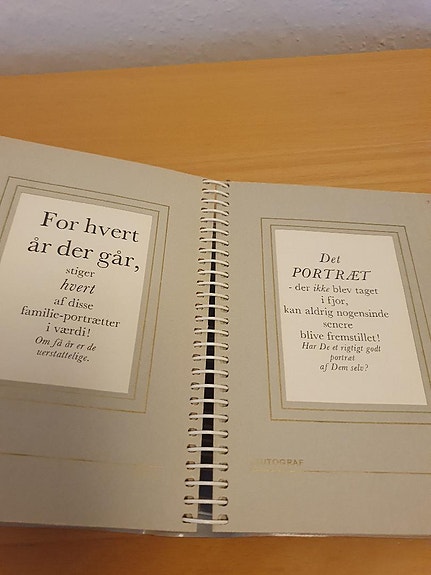 For hvert
år der går,
stiger
hvert
af disse
familie-portrætter
i værdi!
Om få år er de
uerstattelige.
Det
PORTRÆT
- der ikke blev taget
i fjor,
kan aldrig nogensinde
senere
blive fremstillet!
Har De et rigtigt godt
portræt
af Dem selv?
FOTOGRAF